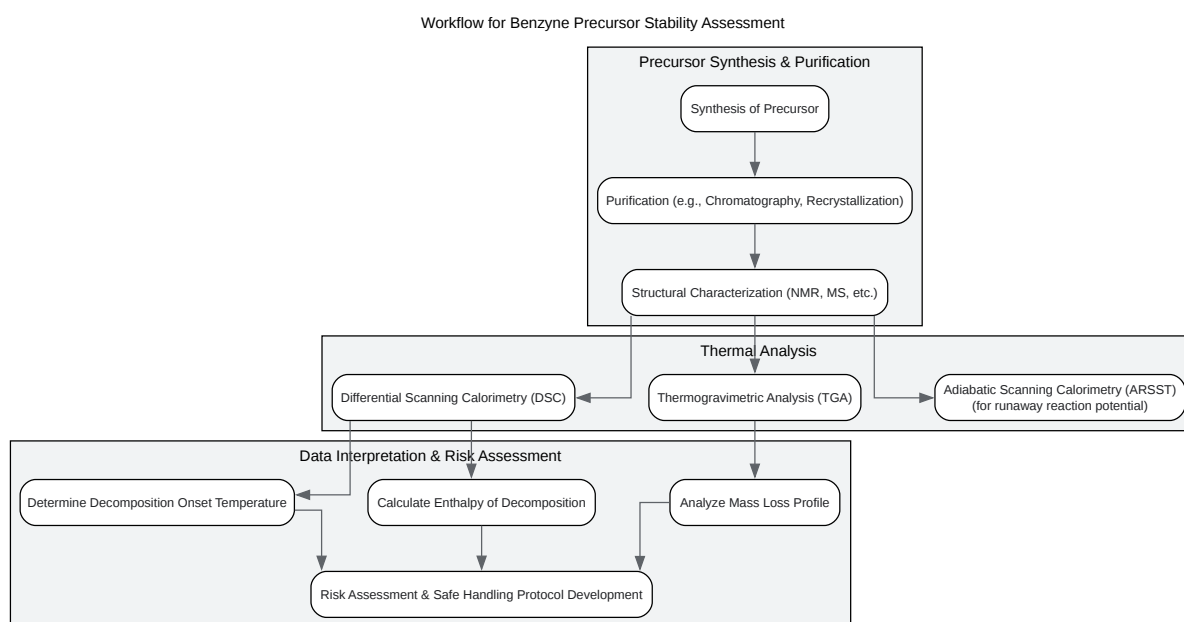 Workflow for Benzyne Precursor Stability Assessment
Precursor Synthesis & Purification
Synthesis of Precursor
Purification (e.g., Chromatography, Recrystallization)
Structural Characterization (NMR, MS, etc.)
Thermal Analysis
Differential Scanning Calorimetry (DSC)
Thermogravimetric Analysis (TGA)
Adiabatic Scanning Calorimetry (ARSST)
(for runaway reaction potential)
Data Interpretation & Risk Assessment
Determine Decomposition Onset Temperature
Calculate Enthalpy of Decomposition
Analyze Mass Loss Profile
Risk Assessment & Safe Handling Protocol Development